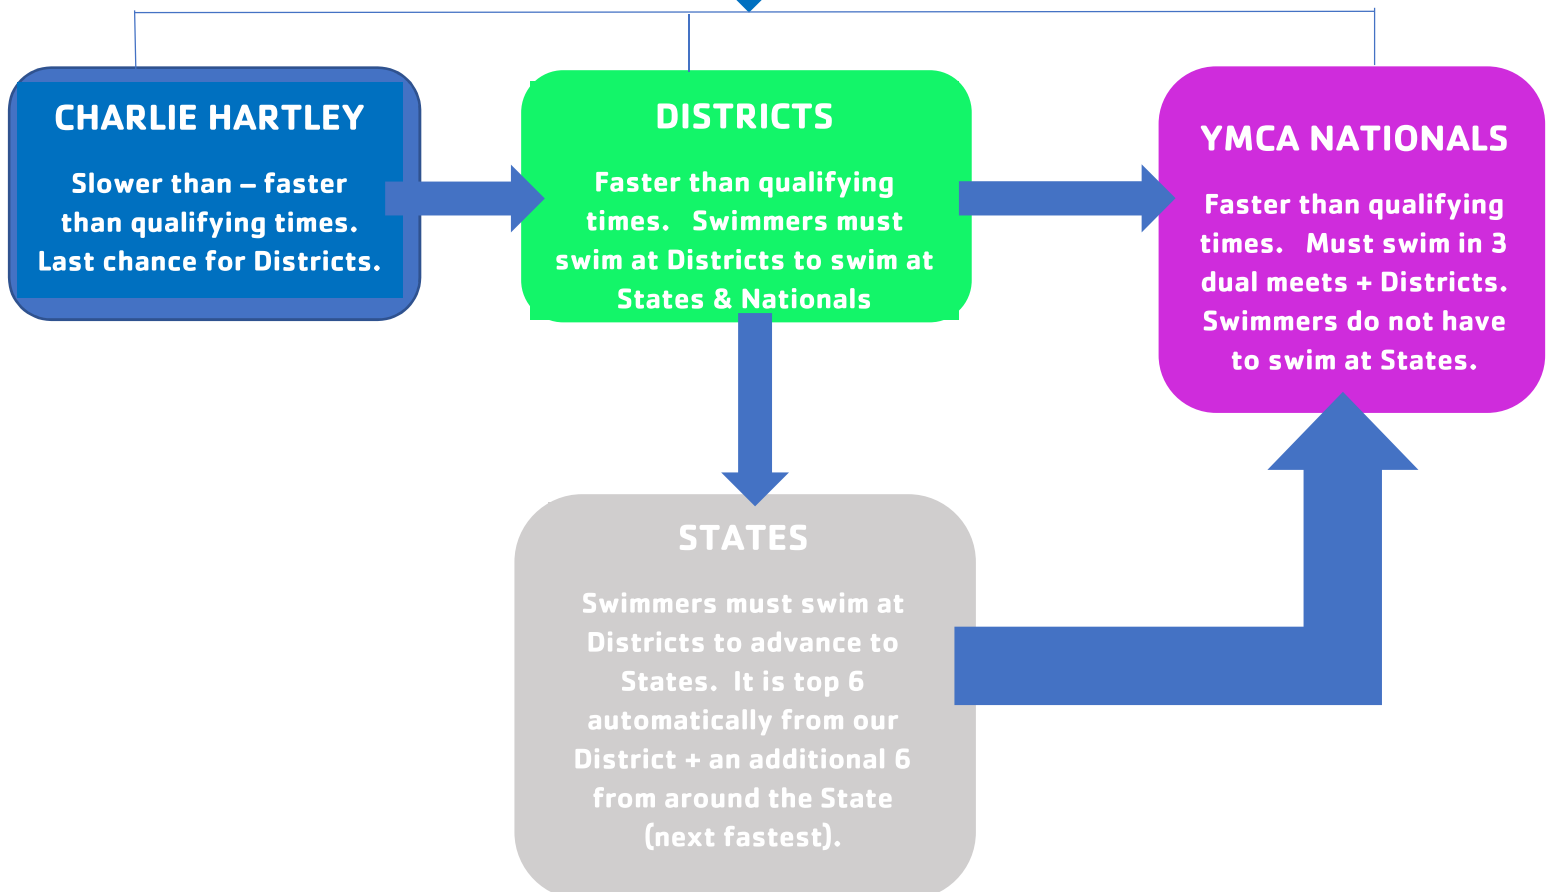 CHARLIE HARTLEY
Slower than – faster
than qualifying times.
Last chance for Districts.
DISTRICTS
Faster than qualifying
times.   Swimmers must
swim at Districts to swim at
States & Nationals
YMCA NATIONALS
Faster than qualifying
times.   Must swim in 3
dual meets + Districts.
Swimmers do not have
to swim at States.
STATES
Swimmers must swim at
Districts to advance to
States.  It is top 6
automatically from our
District + an additional 6
from around the State
(next fastest).